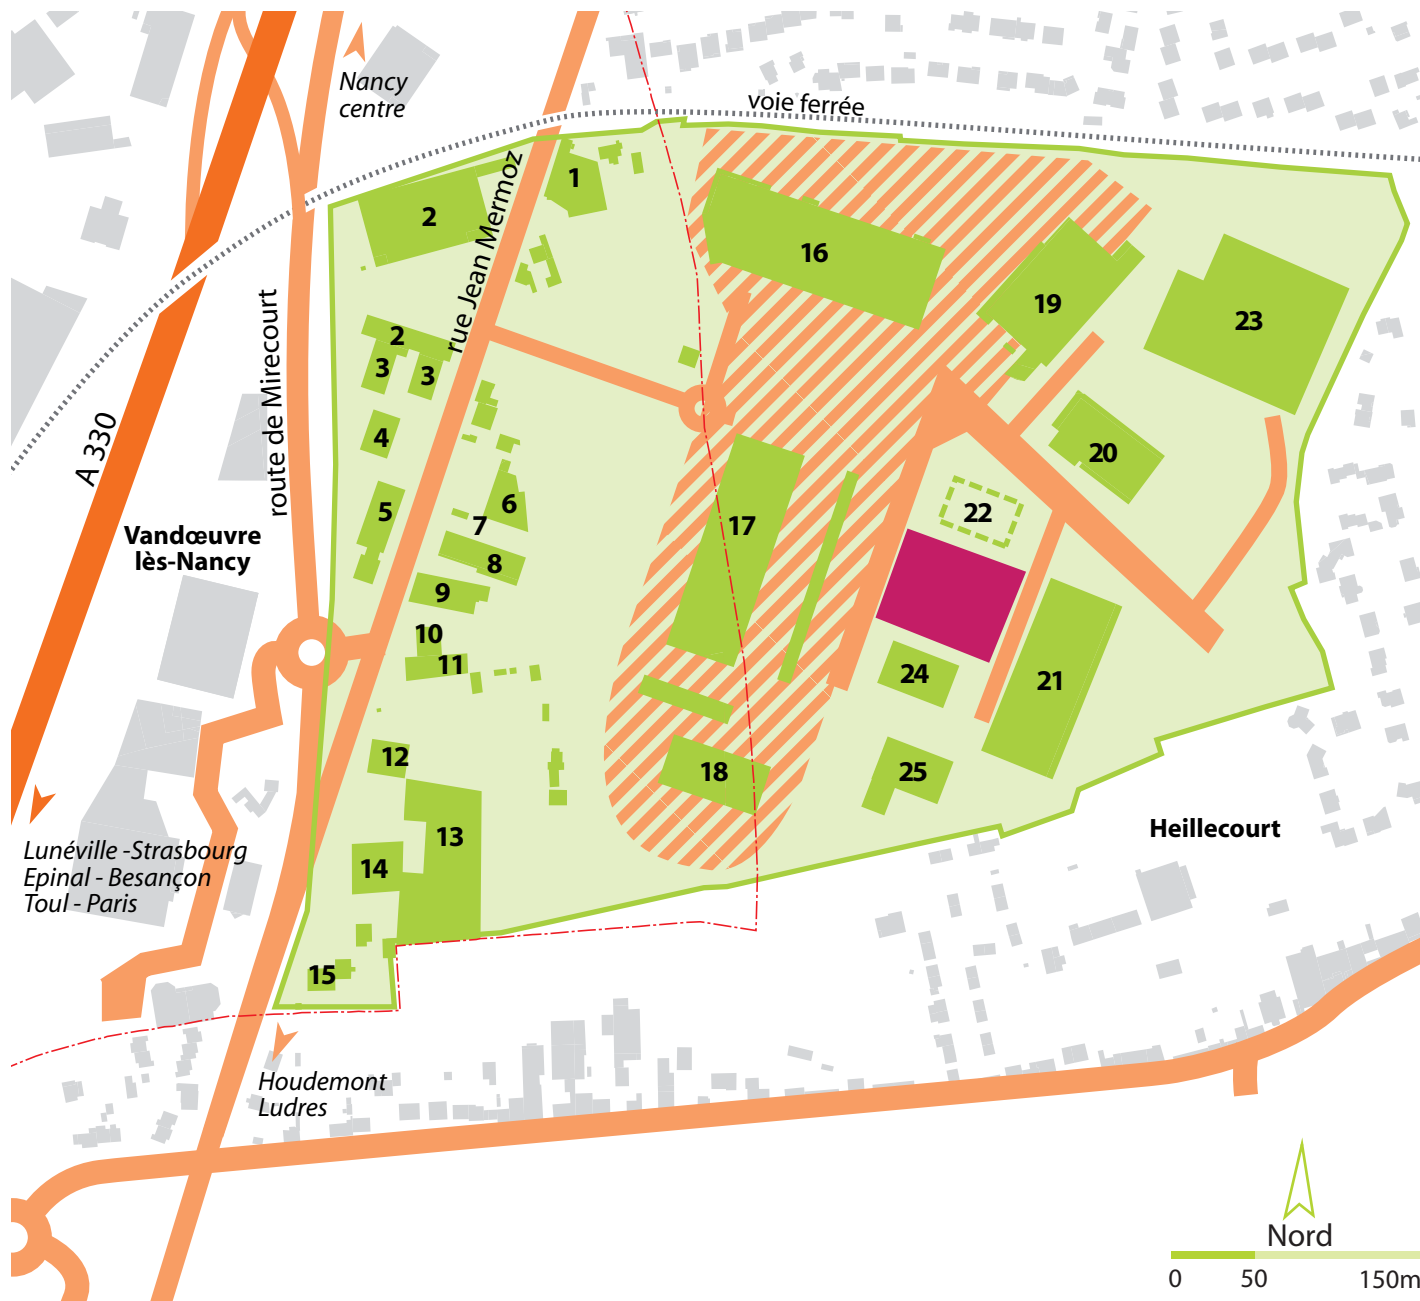 Nancy
centre
voie ferrée
1
2
rue Jean Mermoz
16
19
23
2
3
3
route de Mirecourt
A 330
4
20
5
6
7
22
17
Vandœuvre
lès-Nancy
8
9
10
11
24
21
12
18
25
13
14
Heillecourt
Lunéville -Strasbourg
Epinal - Besançon
Toul - Paris
15
Houdemont
Ludres
Nord
0 50 150m